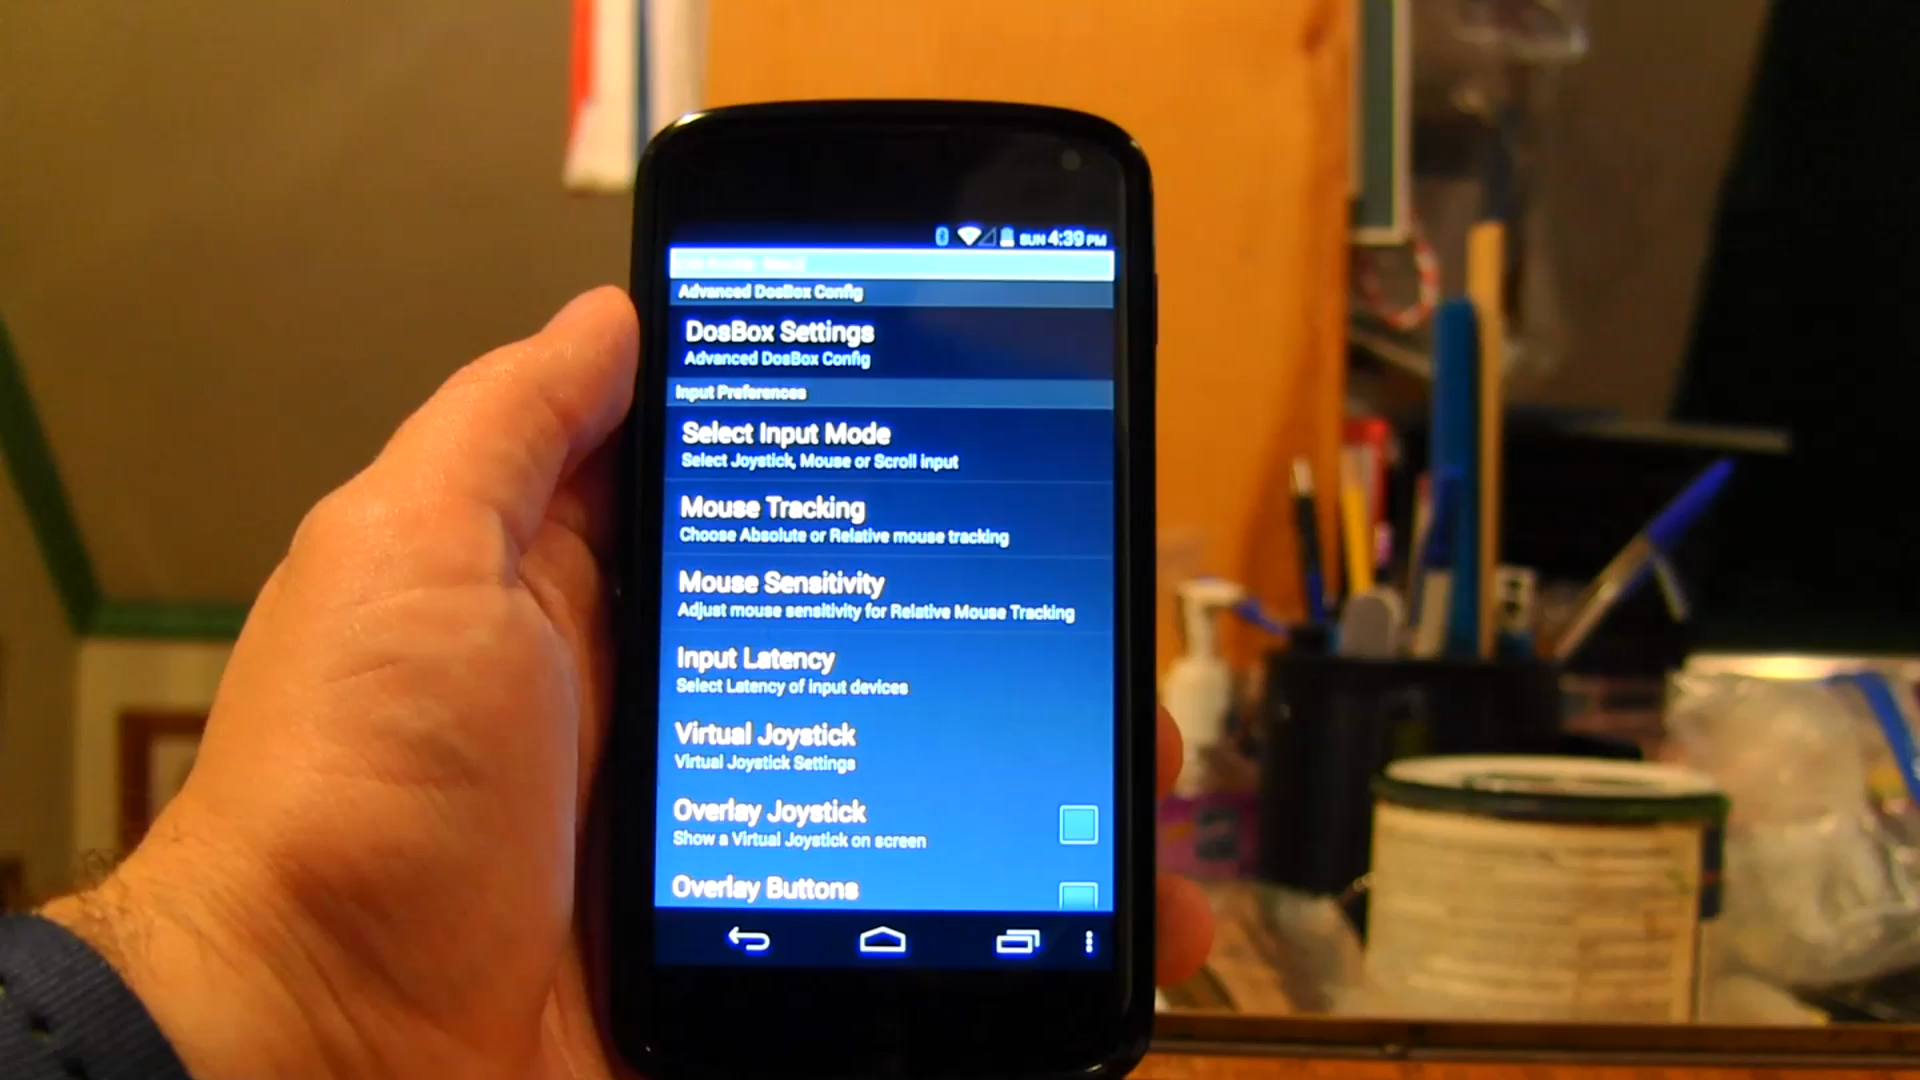 SUN 4:39 PM
Advanced DosBox Config
DosBox Settings
Advanced DosBox Config
Input Preferences
Select Input Mode
Select Joystick, Mouse or Scroll input
Mouse Tracking
Choose Absolute or Relative mouse tracking
Mouse Sensitivity
Adjust mouse sensitivity for Relative Mouse Tracking
Input Latency
Select Latency of input devices
Virtual Joystick
Virtual Joystick Settings
Overlay Joystick
Show a Virtual Joystick on screen
Overlay Buttons